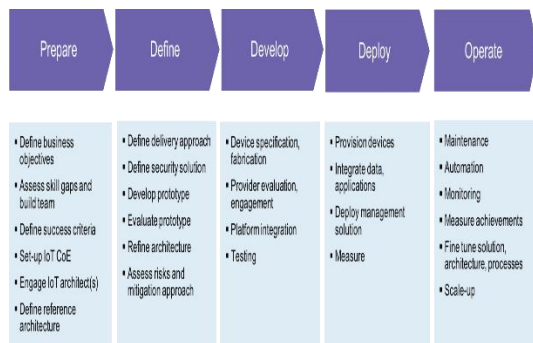 Prepare
Define
Develop
Deploy
Operate
▪ Define business
objectives
▪ Assess skill gaps and
build team
▪ Define success criteria
▪ Set-up IoT CoE
▪ Engage IoT architect(s)
▪ Define reference
architecture
▪ Define delivery approach
▪ Define security solution
▪ Develop prototype
▪ Evaluate prototype
▪ Refine architecture
▪ Assess risks and
mitigation approach
▪ Device specification,
fabrication
▪ Provider evaluation,
engagement
▪ Platform integration
▪ Testing
▪ Provision devices
▪ Integrate data,
applications
▪ Deploy management
solution
▪ Measure
▪ Maintenance
▪ Automation
▪ Monitoring
▪ Measure achievements
▪ Fine tune solution,
architecture, processes
▪ Scale-up